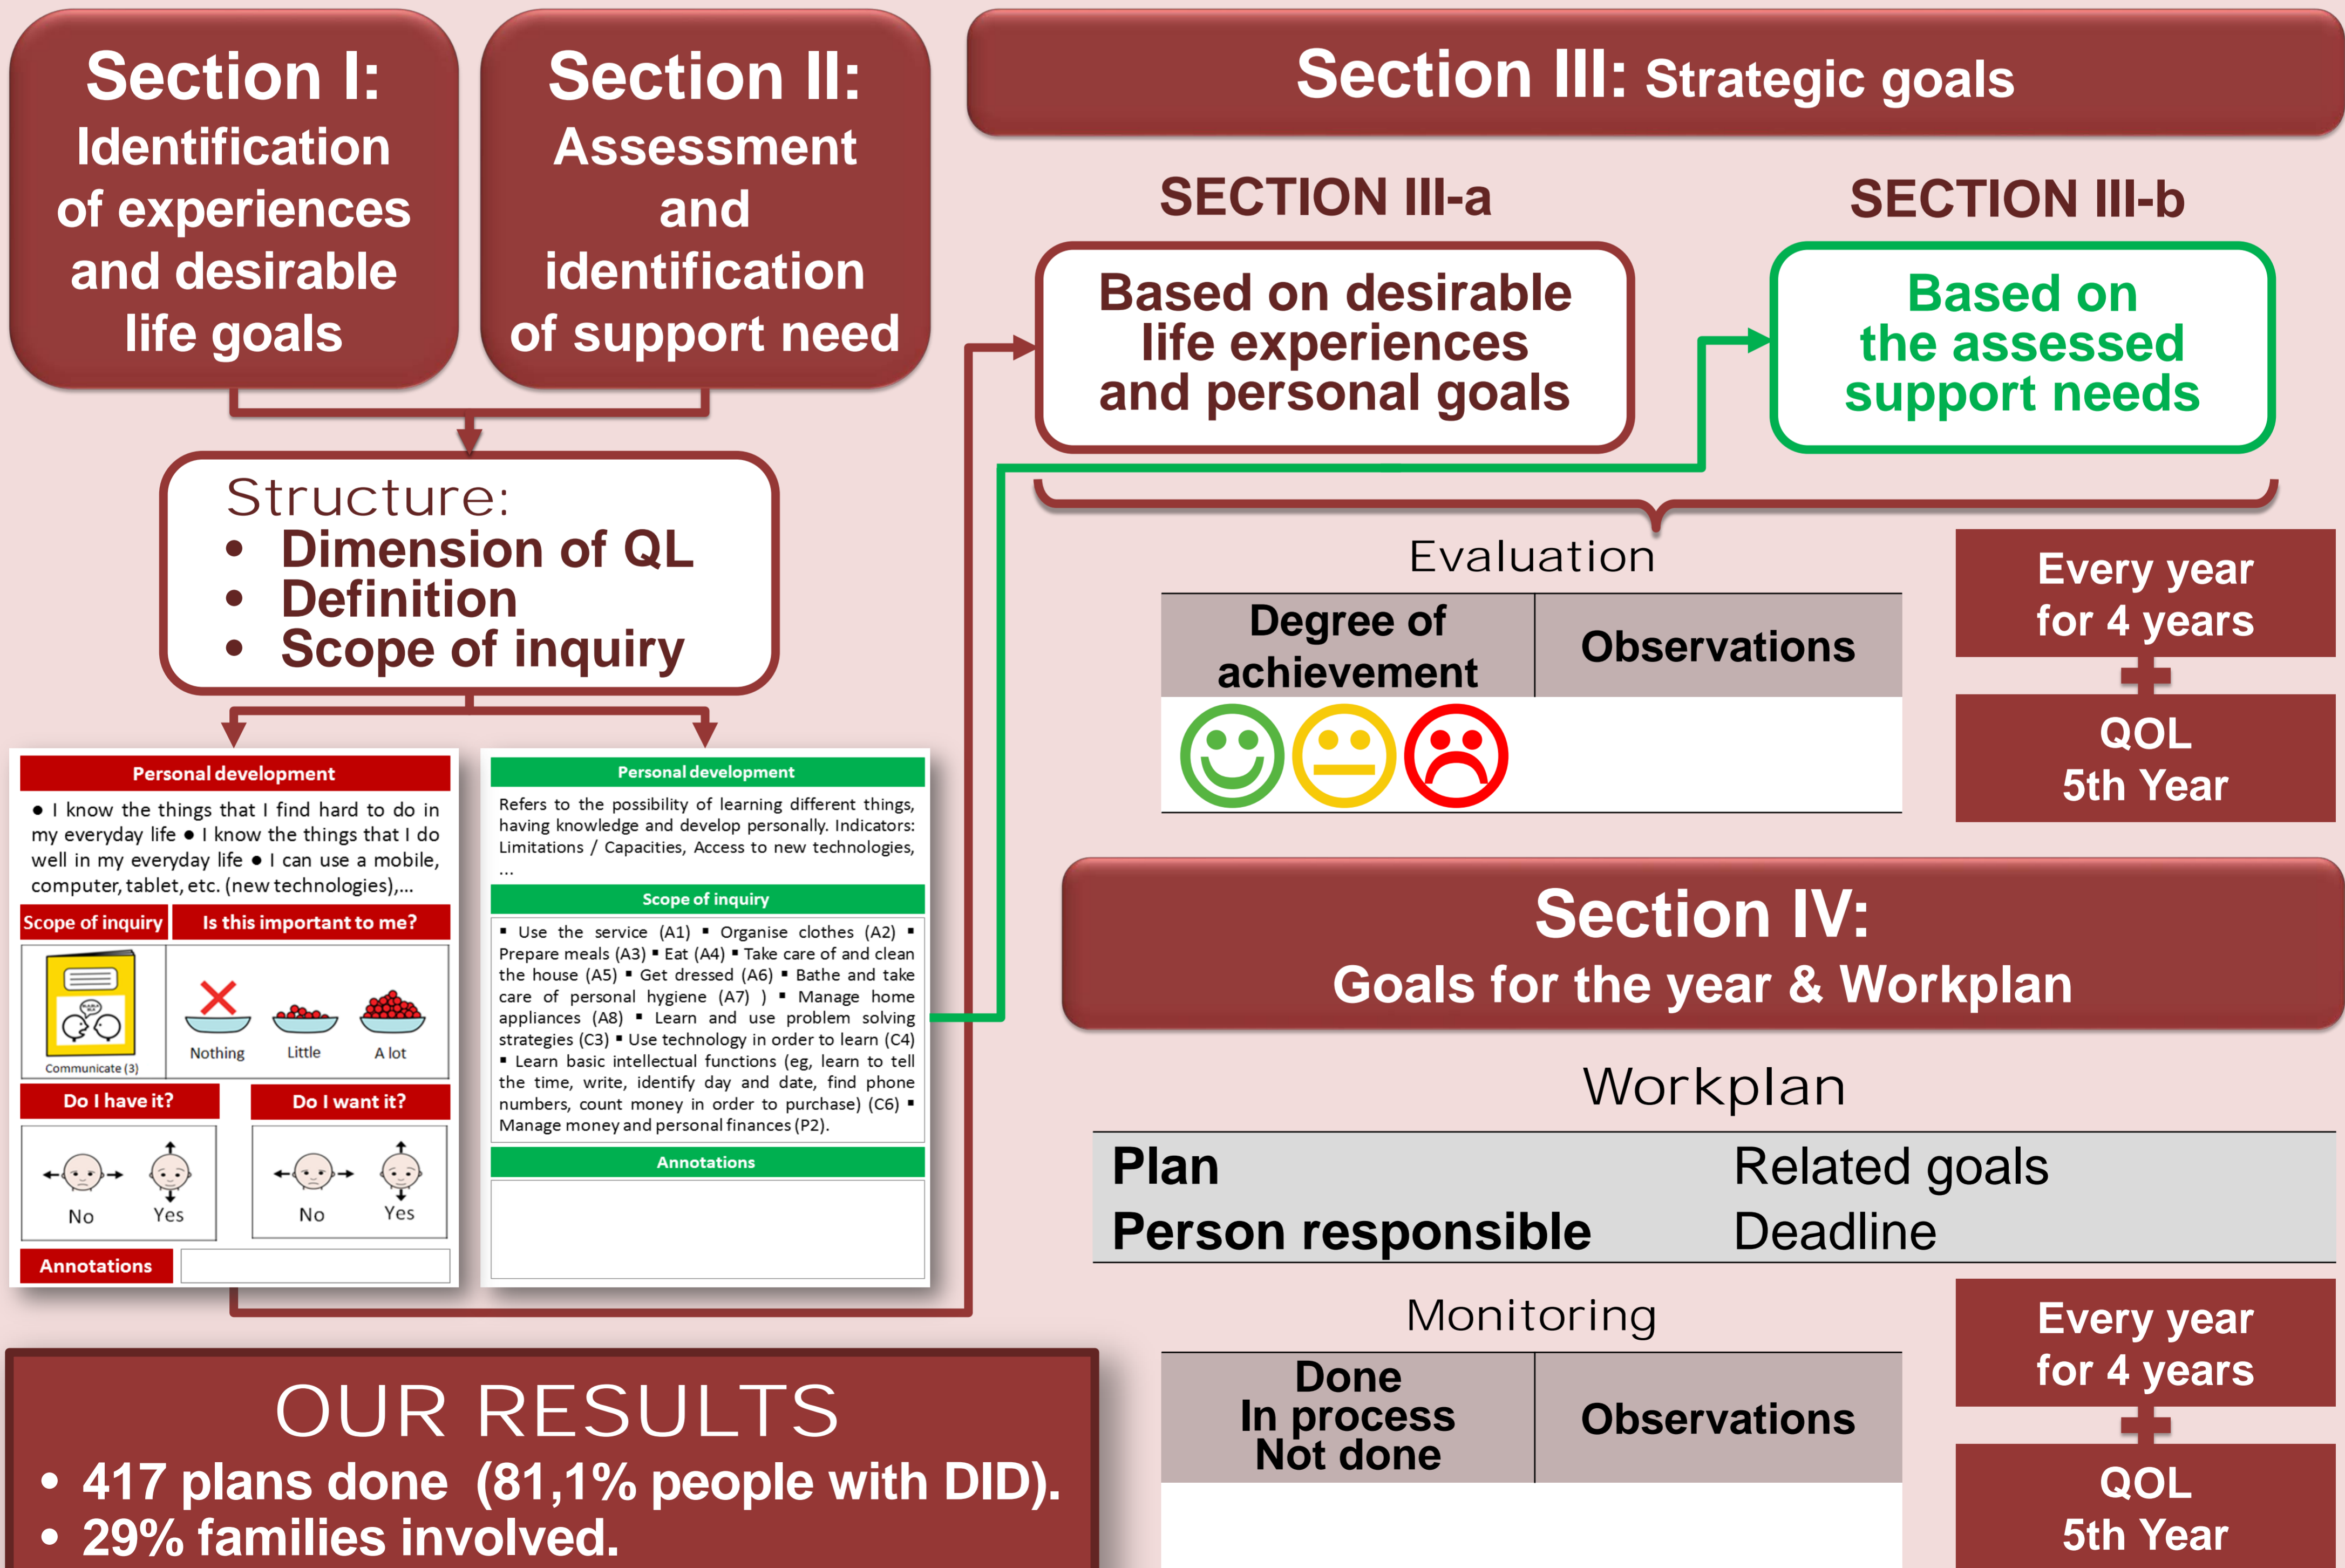 Section I:
Identification
of experiences
and desirable
life goals
Section II:
Assessment
and
identification
of support need
Structure:
• Dimension of QL
• Definition
• Scope of inquiry
Personal development
● I know the things that I find hard to do in
my everyday life ● I know the things that I do
well in my everyday life ● I can use a mobile,
computer, tablet, etc. (new technologies),...
Scope of inquiry
Is this important to me?
Communicate (3)
Nothing
Little
A lot
Do I have it?
Do I want it?
No
Yes
No
Yes
Annotations
Personal development
Refers to the possibility of learning different things,
having knowledge and develop personally. Indicators:
Limitations / Capacities, Access to new technologies,
...
Scope of inquiry
▪ Use the service (A1) ▪ Organise clothes (A2) ▪
Prepare meals (A3) ▪ Eat (A4) ▪ Take care of and clean
the house (A5) ▪ Get dressed (A6) ▪ Bathe and take
care of personal hygiene (A7) ) ▪ Manage home
appliances (A8) ▪ Learn and use problem solving
strategies (C3) ▪ Use technology in order to learn (C4)
▪ Learn basic intellectual functions (eg, learn to tell
the time, write, identify day and date, find phone
numbers, count money in order to purchase) (C6) ▪
Manage money and personal finances (P2).
Annotations
OUR RESULTS
• 417 plans done (81,1% people with DID).
• 29% families involved.
Section III: Strategic goals
SECTION III-a
Based on desirable
life experiences
and personal goals
SECTION III-b
Based on
the assessed
support needs
Evaluation
Degree of
achievement
Observations
Every year
for 4 years
QOL
5th Year
Section IV:
Goals for the year & Workplan
Workplan
Plan Related goals
Person responsible Deadline
Monitoring
Done
In process
Not done
Observations
Every year
for 4 years
QOL
5th Year